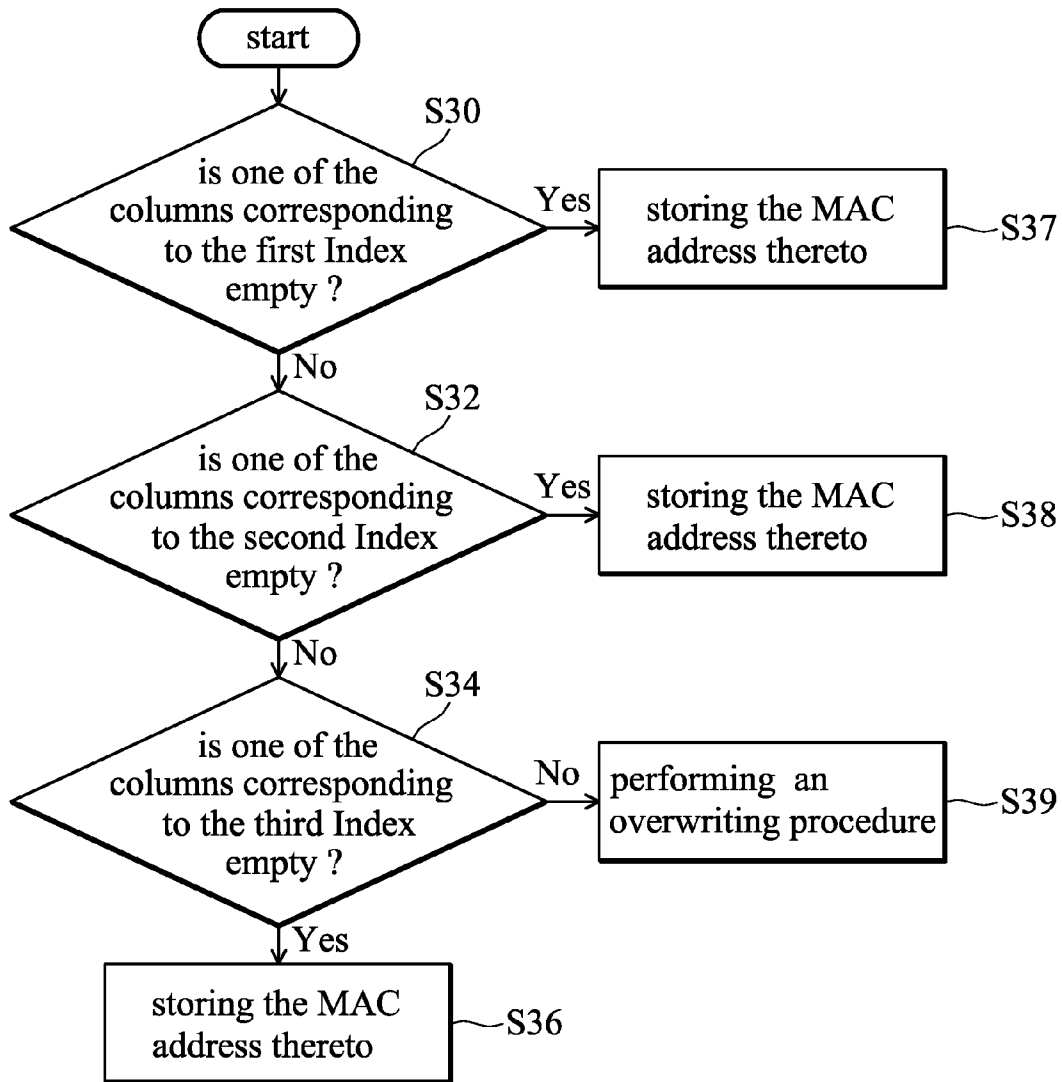 start
S30
is one of the
columns corresponding
to the first Index
empty ?
Yes
storing the MAC
address thereto
S37
No
S32
is one of the
columns corresponding
to the second Index
empty ?
Yes
storing the MAC
address thereto
S38
No
S34
is one of the
columns corresponding
to the third Index
empty ?
No
performing an
overwriting procedure
S39
Yes
storing the MAC
address thereto
S36